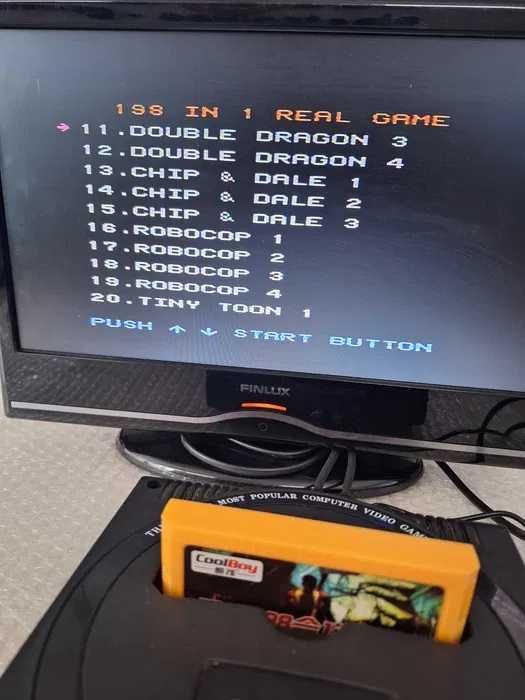 198 IN 1 REAL GAME
11.DOUBLE DRAGON 3
12.DOUBLE DRAGON 4
13.CHIP & DALE 1
14.CHIP & DALE 2
15.CHIP & DALE 3
16.ROBOCOP 1
17.ROBOCOP 2
18.ROBOCOP 3
19.ROBOCOP 4
20.TINY TOON 1
PUSH ↑ ↓ START BUTTON
FINLUX
MOST POPULAR COMPUTER VIDEO GAM
CoolBoy